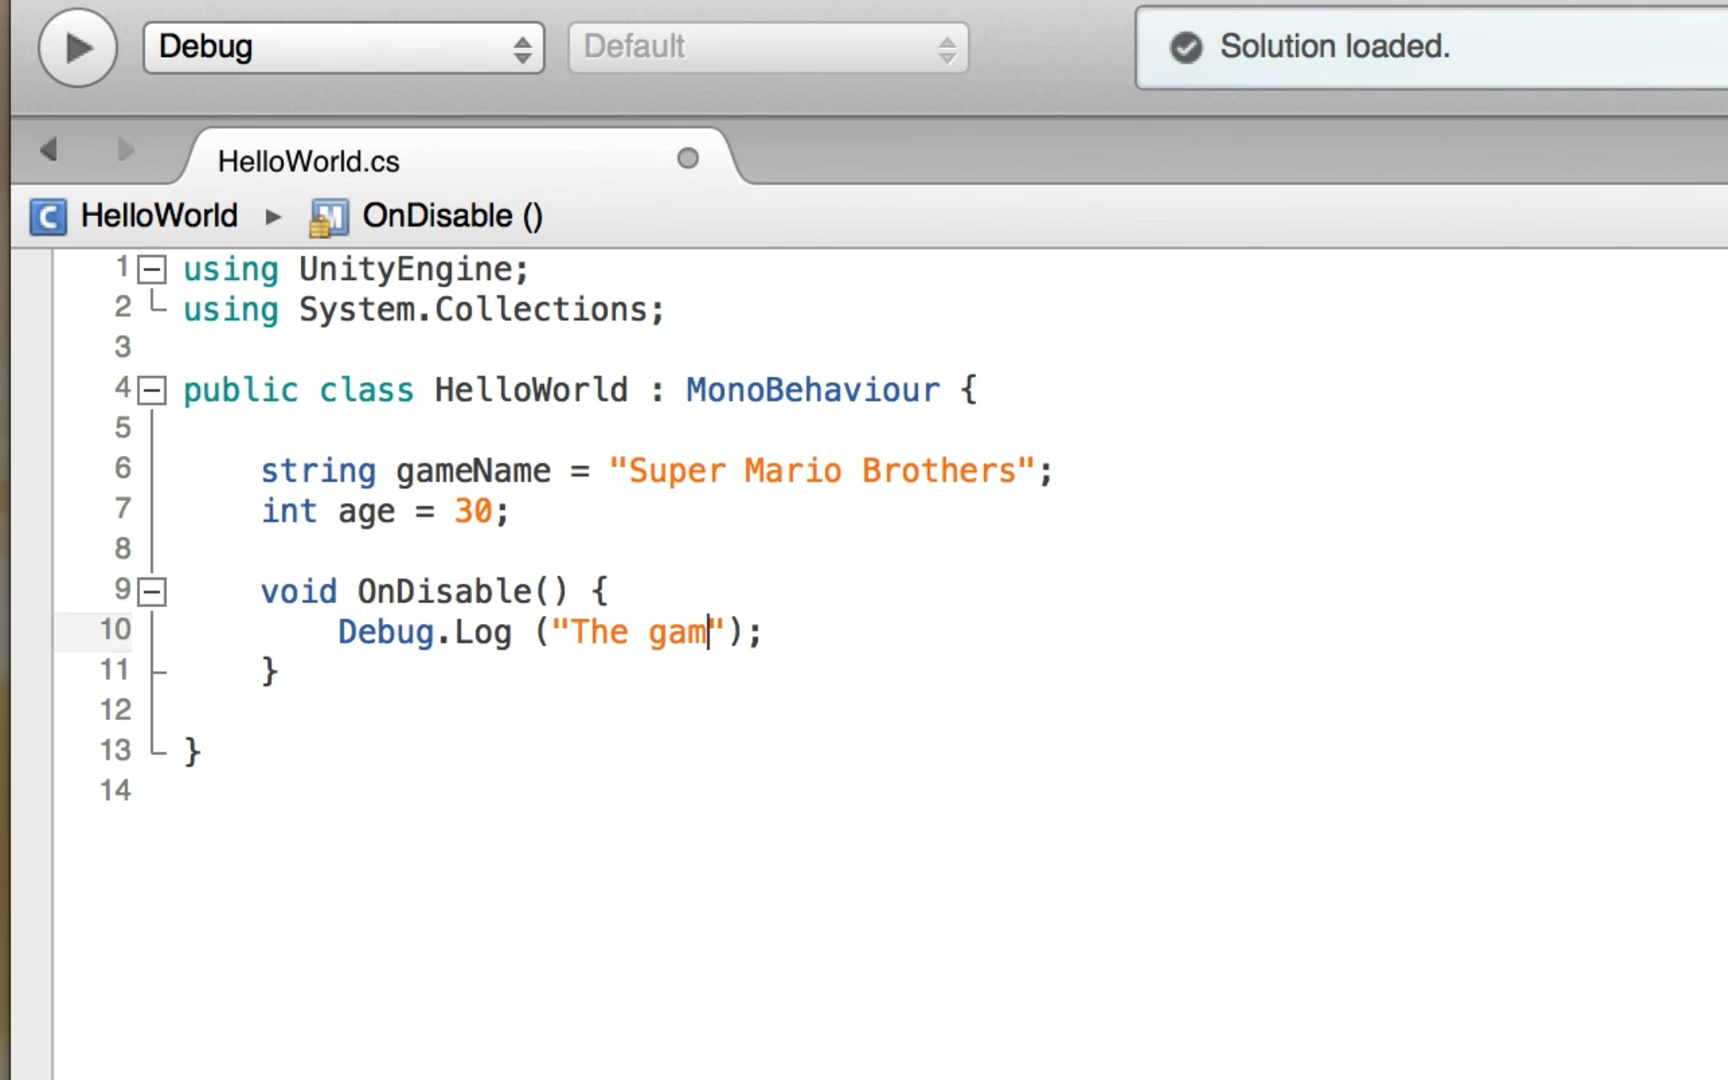 Debug Default Solution loaded.
HelloWorld.cs
C HelloWorld M OnDisable ()
1 using UnityEngine;
2 using System.Collections;
3
4 public class HelloWorld : MonoBehaviour {
5
6 string gameName = "Super Mario Brothers";
7 int age = 30;
8
9 void OnDisable() {
10 Debug.Log ("The gam");
11 }
12
13 }
14